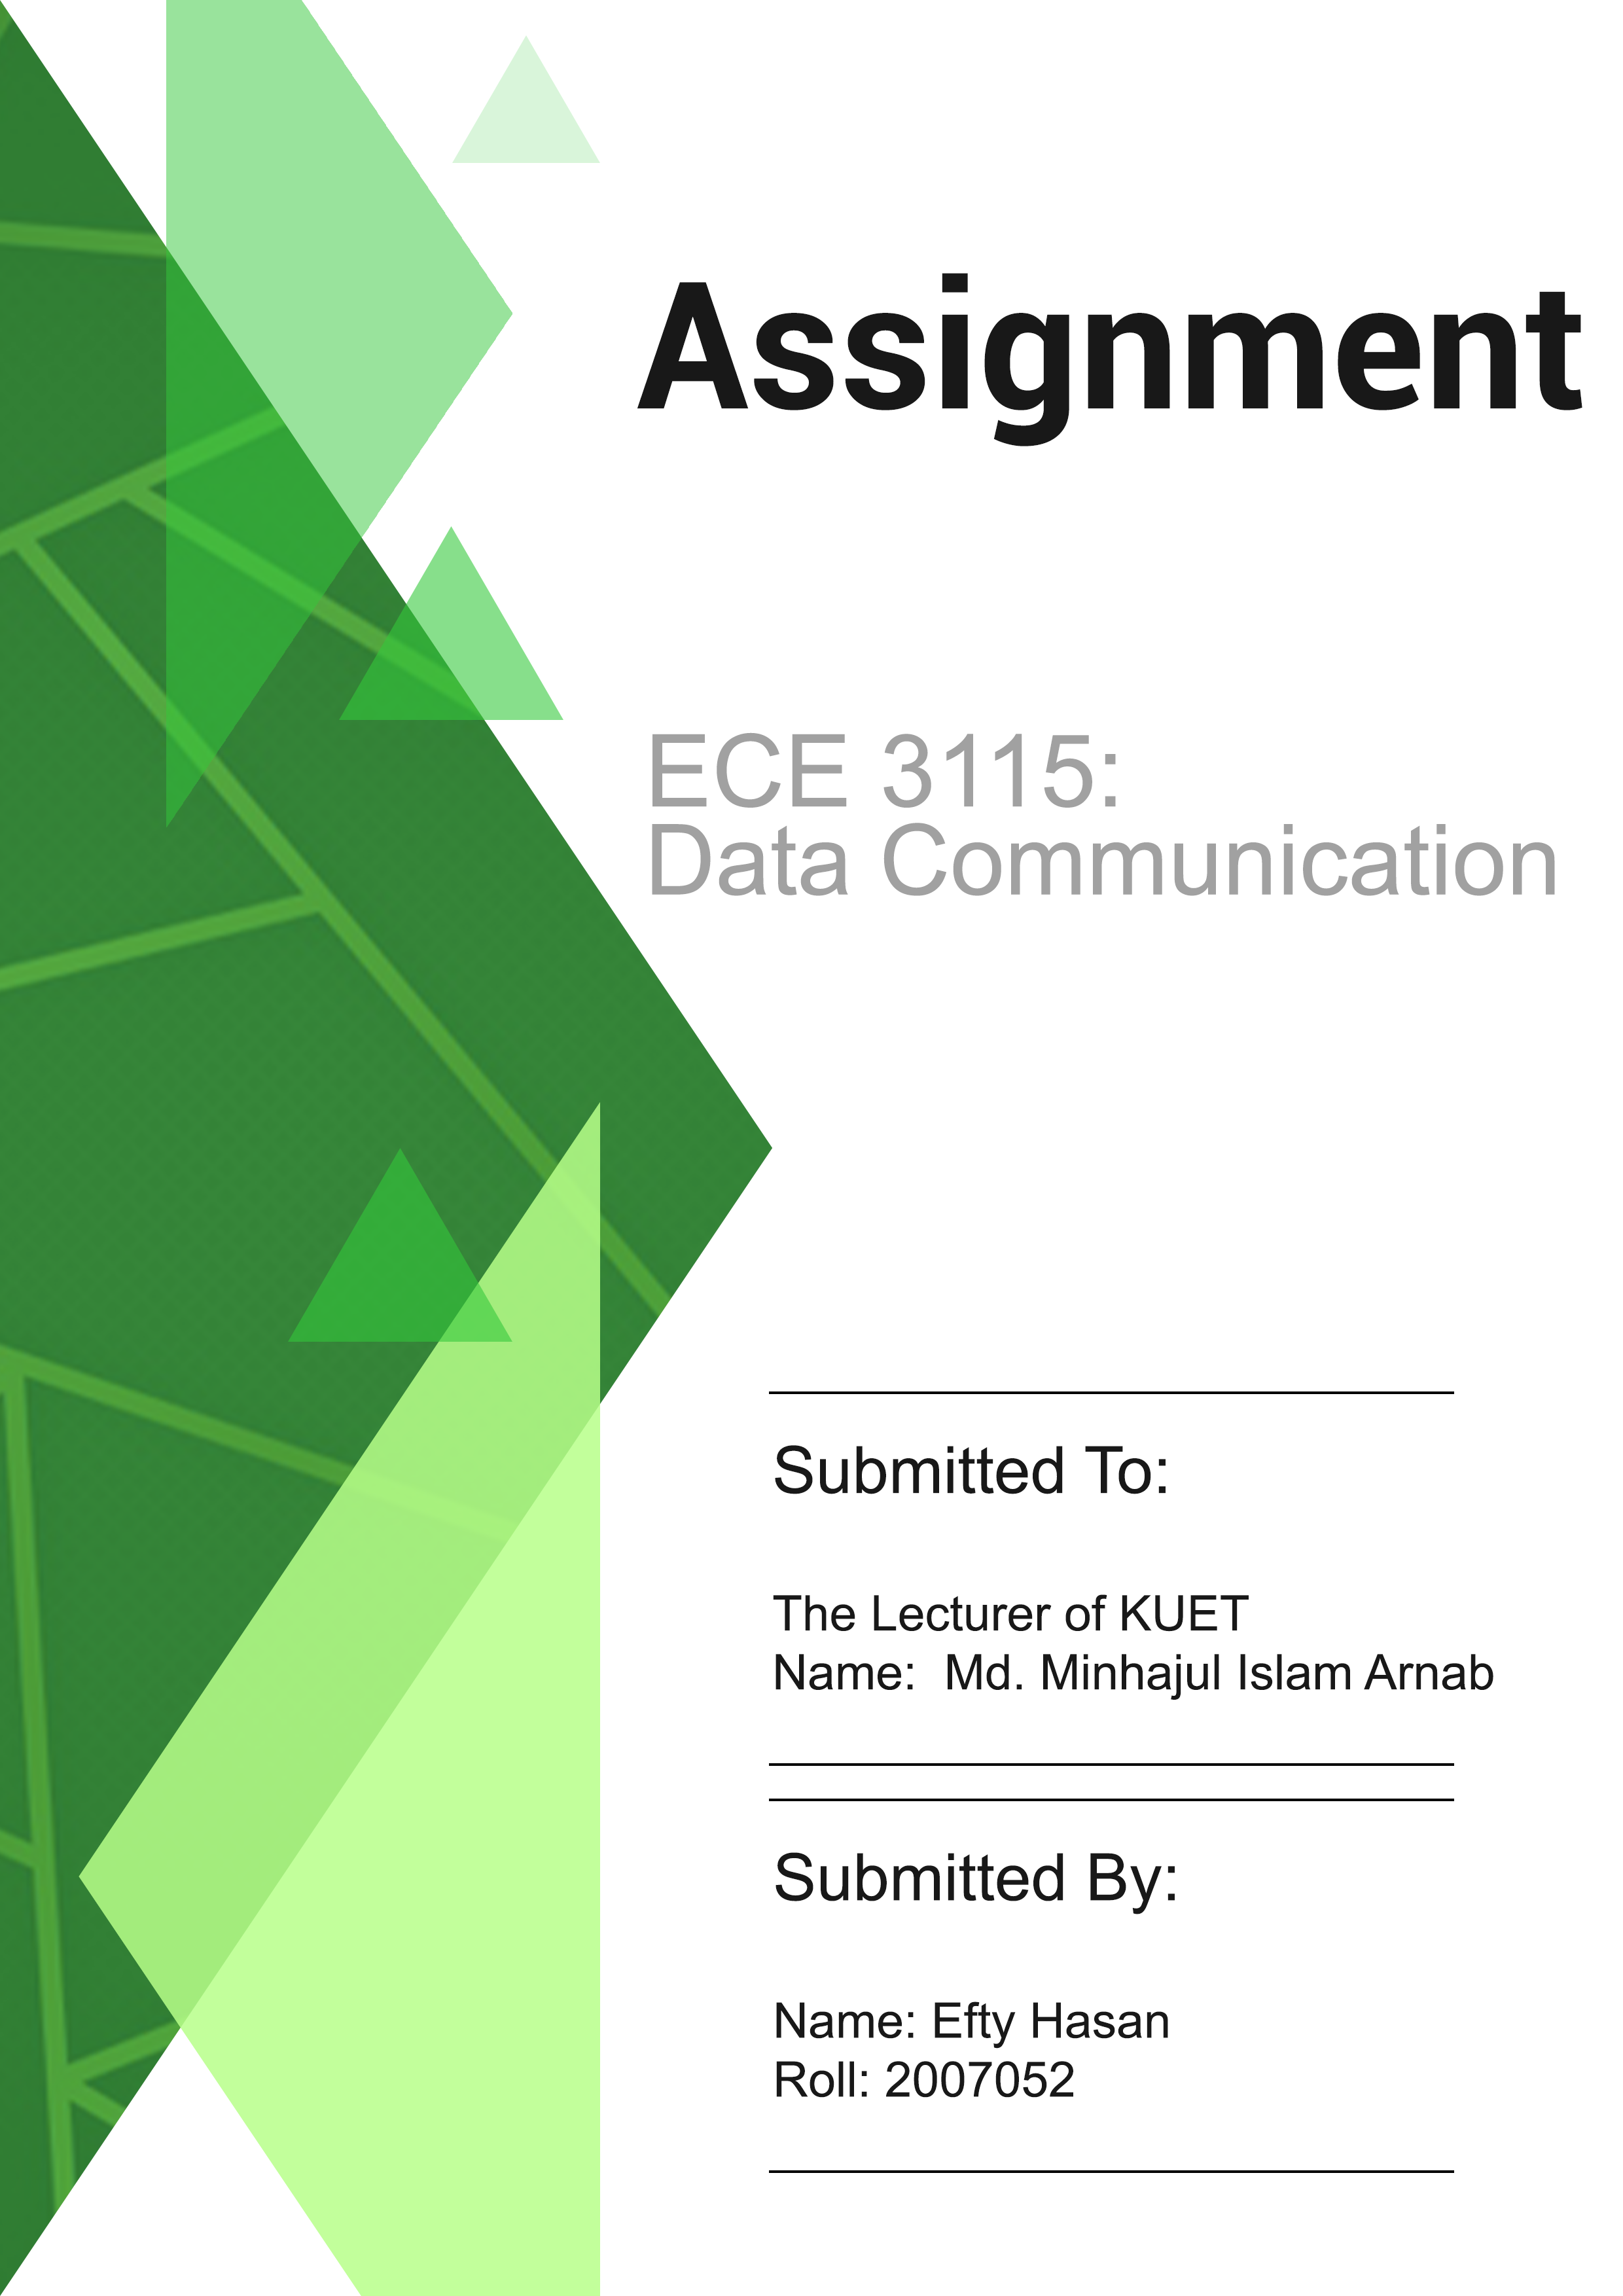 Assignment
ECE 3115:
Data Communication
Submitted To:
The Lecturer of KUET
Name:  Md. Minhajul Islam Arnab
Submitted By:
Name: Efty Hasan
Roll: 2007052